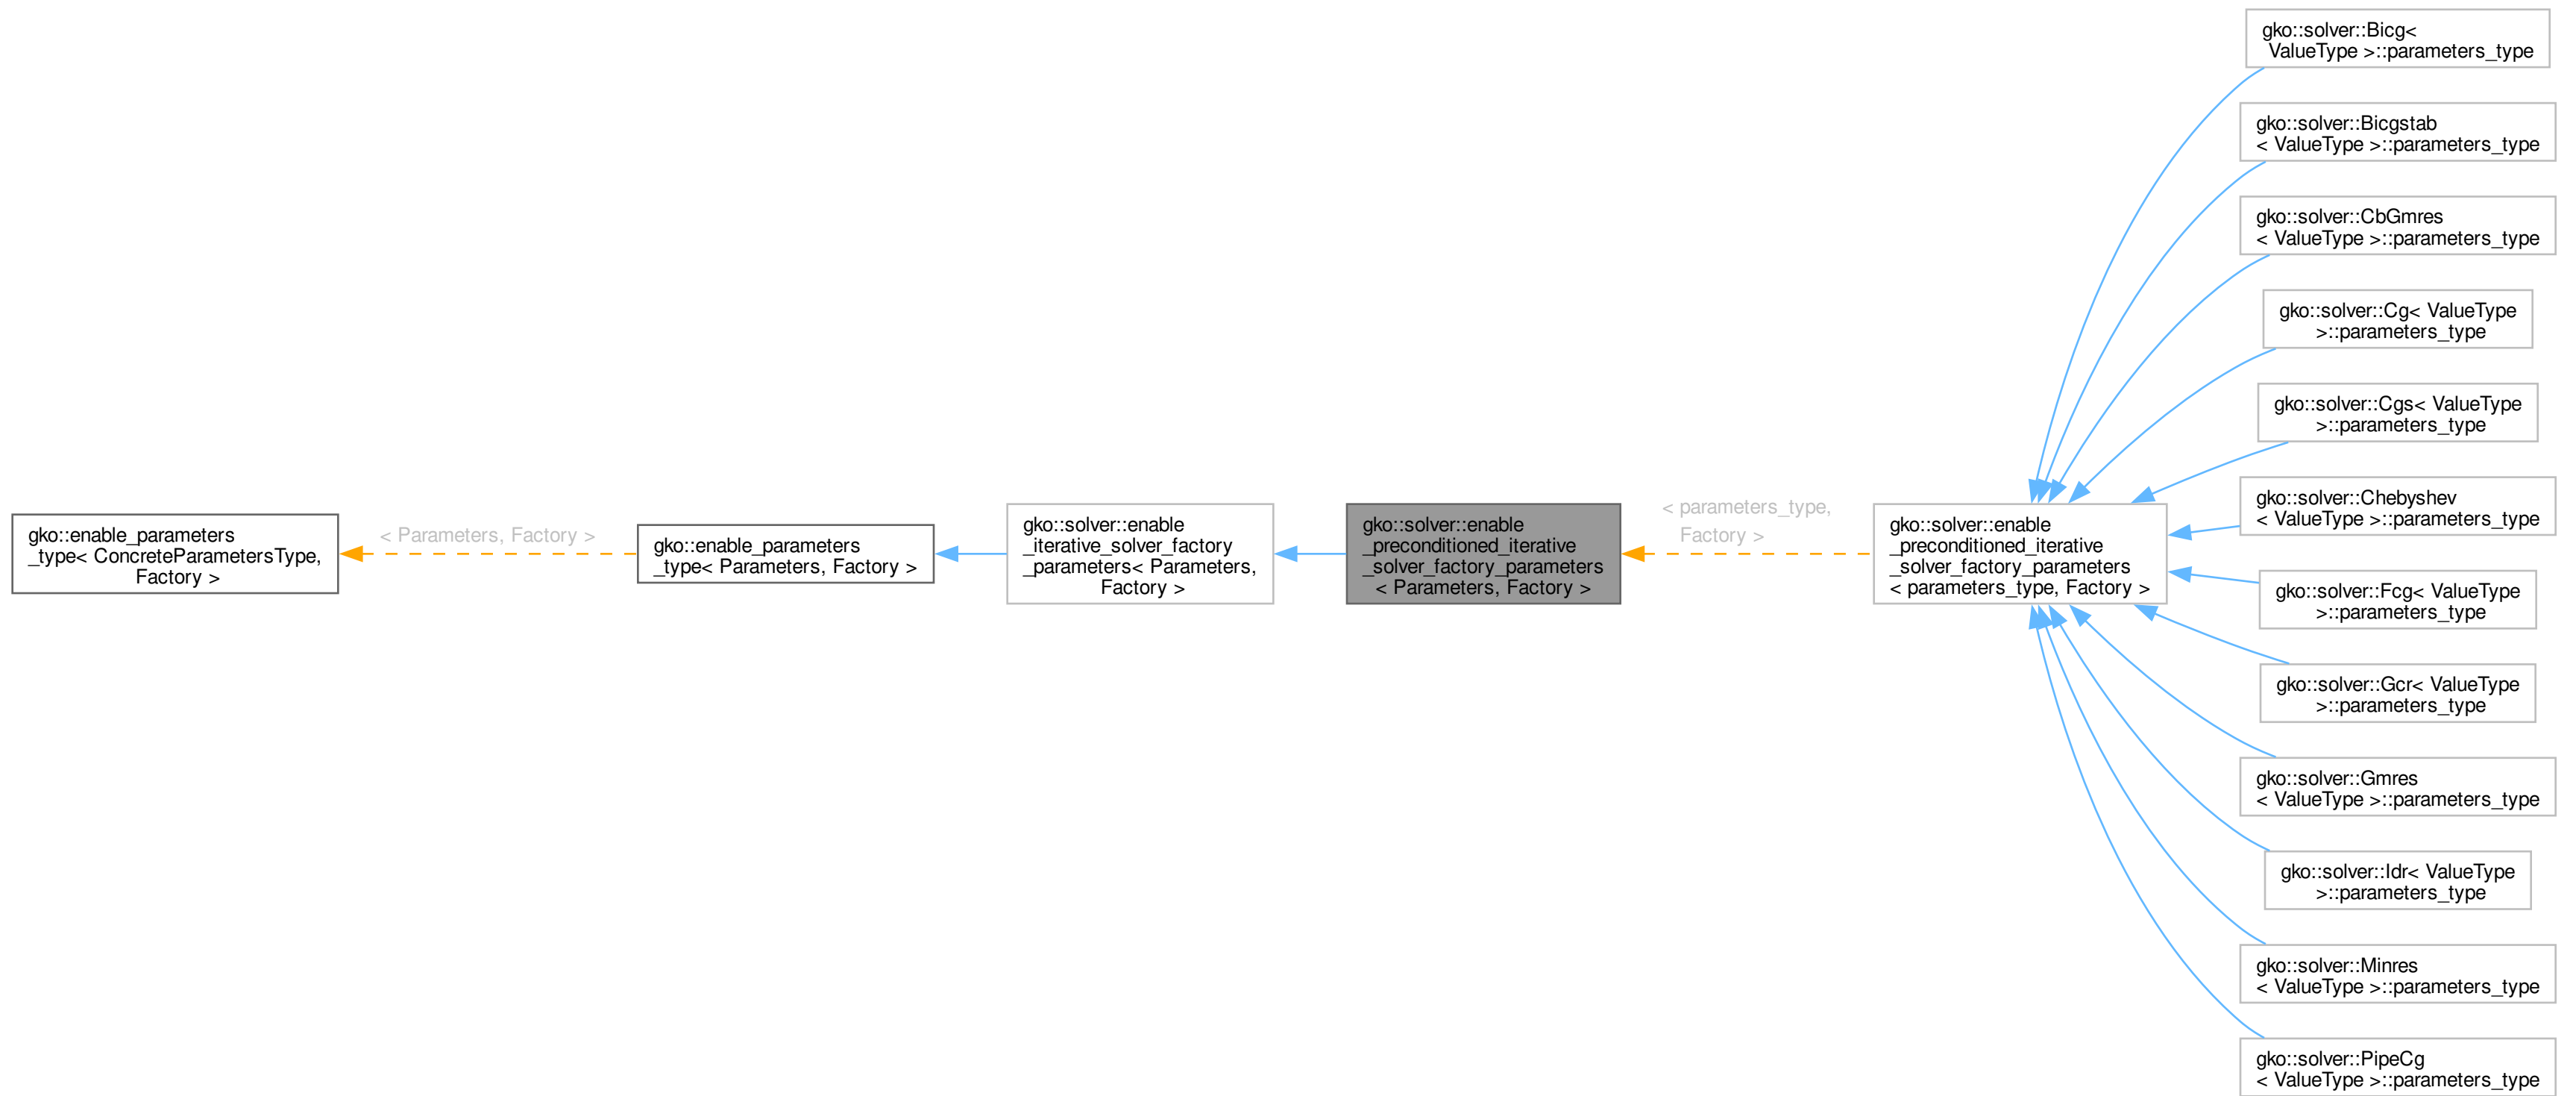 gko::enable_parameters
_type< ConcreteParametersType,
Factory >
< Parameters, Factory >
gko::enable_parameters
_type< Parameters, Factory >
gko::solver::enable
_iterative_solver_factory
_parameters< Parameters,
Factory >
gko::solver::enable
_preconditioned_iterative
_solver_factory_parameters
< Parameters, Factory >
< parameters_type,
Factory >
gko::solver::enable
_preconditioned_iterative
_solver_factory_parameters
< parameters_type, Factory >
gko::solver::Bicg<
ValueType >::parameters_type
gko::solver::Bicgstab
< ValueType >::parameters_type
gko::solver::CbGmres
< ValueType >::parameters_type
gko::solver::Cg< ValueType
>::parameters_type
gko::solver::Cgs< ValueType
>::parameters_type
gko::solver::Chebyshev
< ValueType >::parameters_type
gko::solver::Fcg< ValueType
>::parameters_type
gko::solver::Gcr< ValueType
>::parameters_type
gko::solver::Gmres
< ValueType >::parameters_type
gko::solver::Idr< ValueType
>::parameters_type
gko::solver::Minres
< ValueType >::parameters_type
gko::solver::PipeCg
< ValueType >::parameters_type